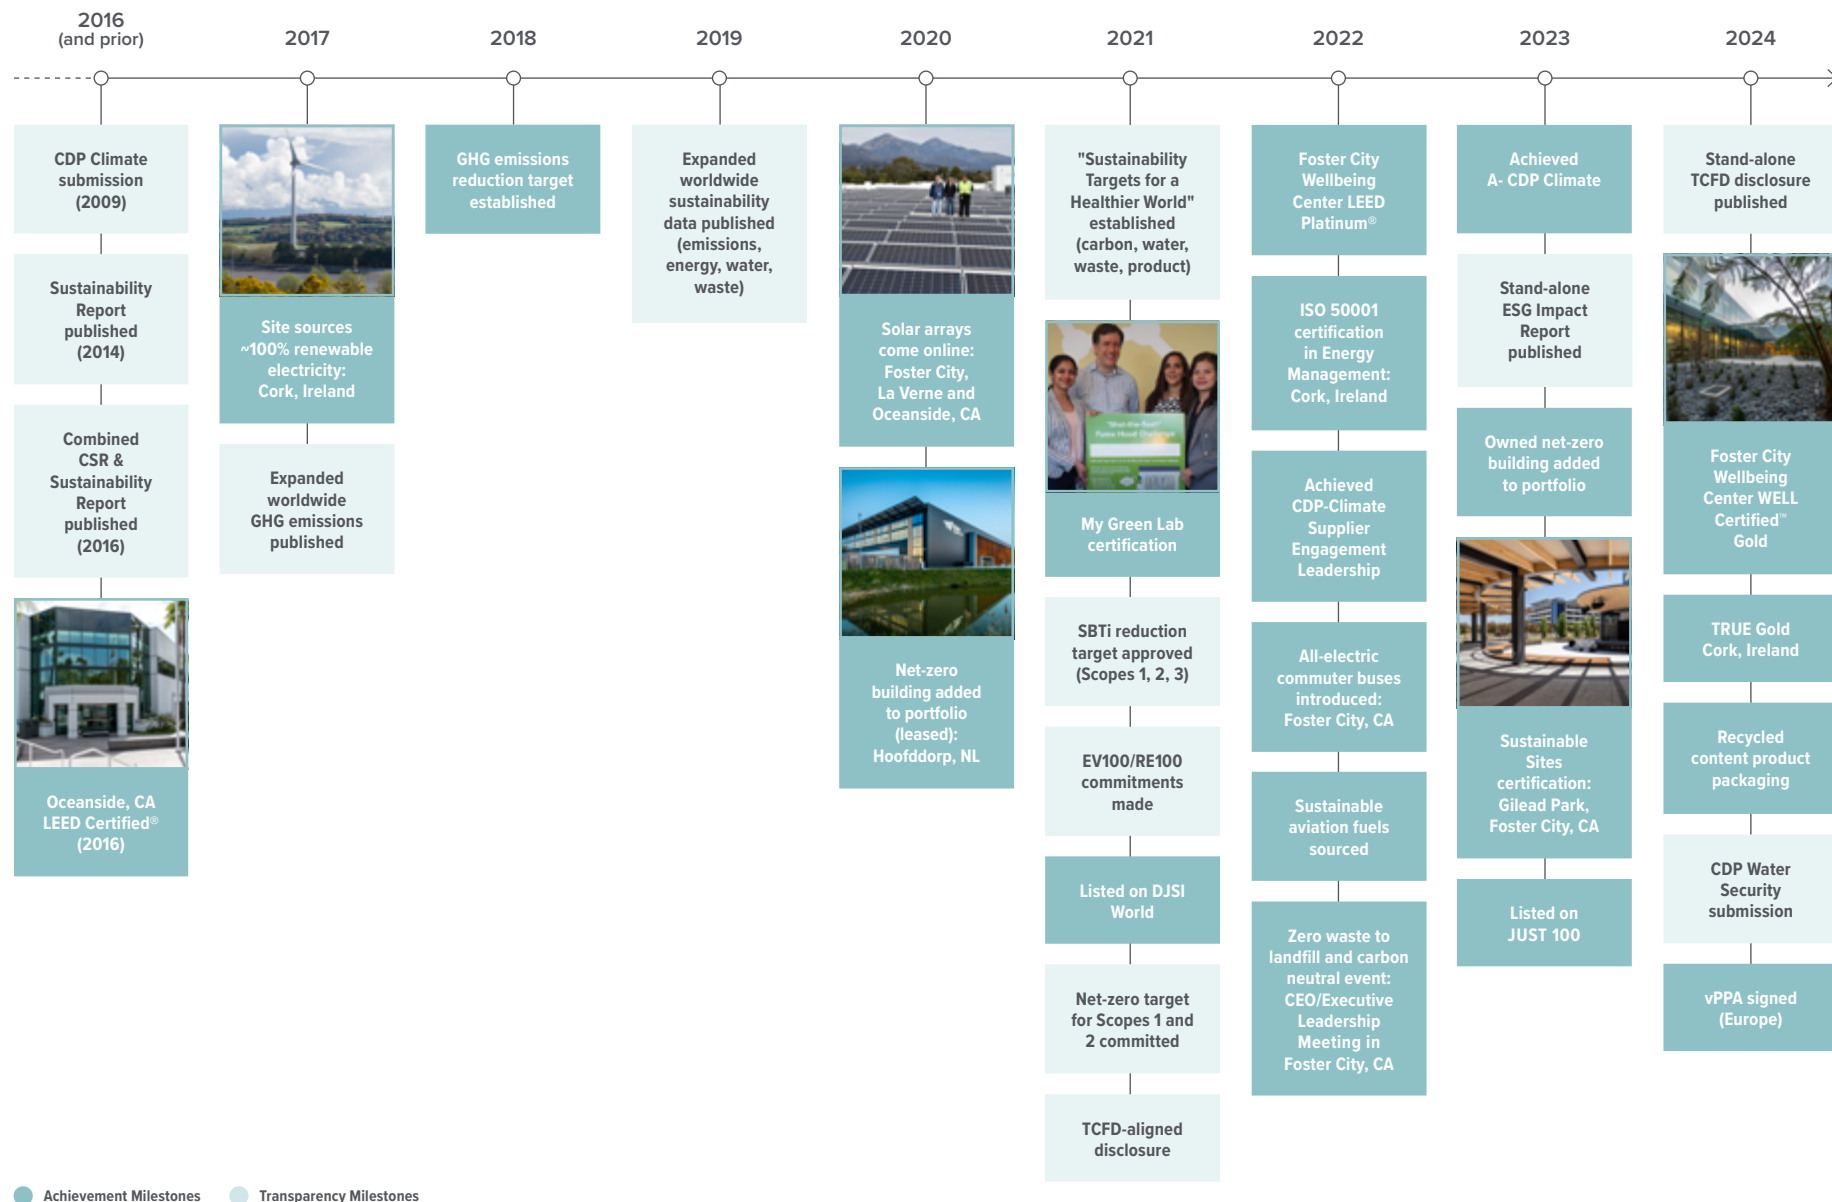 2016
(and prior)
2017
2018
2019
2020
2021
2022
2023
2024
CDP Climate
submission
(2009)
Sustainability
Report
published
(2014)
Combined
CSR &
Sustainability
Report
published
(2016)
Oceanside, CA
LEED Certified®
(2016)
Site sources
~100% renewable
electricity:
Cork, Ireland
Expanded
worldwide
GHG emissions
published
GHG emissions
reduction target
established
Expanded
worldwide
sustainability
data published
(emissions,
energy, water,
waste)
Solar arrays
come online:
Foster City,
La Verne and
Oceanside, CA
Net-zero
building added
to portfolio
(leased):
Hoofddorp, NL
"Sustainability
Targets for a
Healthier World"
established
(carbon, water,
waste, product)
"Shut-the-Sash"
Fume Hood Challenge
My Green Lab
certification
SBTi reduction
target approved
(Scopes 1, 2, 3)
EV100/RE100
commitments
made
Listed on DJSI
World
Net-zero target
for Scopes 1 and
2 committed
TCFD-aligned
disclosure
Foster City
Wellbeing
Center LEED
Platinum®
ISO 50001
certification
in Energy
Management:
Cork, Ireland
Achieved
CDP-Climate
Supplier
Engagement
Leadership
All-electric
commuter buses
introduced:
Foster City, CA
Sustainable
aviation fuels
sourced
Zero waste to
landfill and carbon
neutral event:
CEO/Executive
Leadership
Meeting in
Foster City, CA
Achieved
A- CDP Climate
Stand-alone
ESG Impact
Report
published
Owned net-zero
building added
to portfolio
Sustainable
Sites
certification:
Gilead Park,
Foster City, CA
Listed on
JUST 100
Stand-alone
TCFD disclosure
published
Foster City
Wellbeing
Center WELL
Certified™
Gold
TRUE Gold
Cork, Ireland
Recycled
content product
packaging
CDP Water
Security
submission
vPPA signed
(Europe)
Achievement Milestones
Transparency Milestones